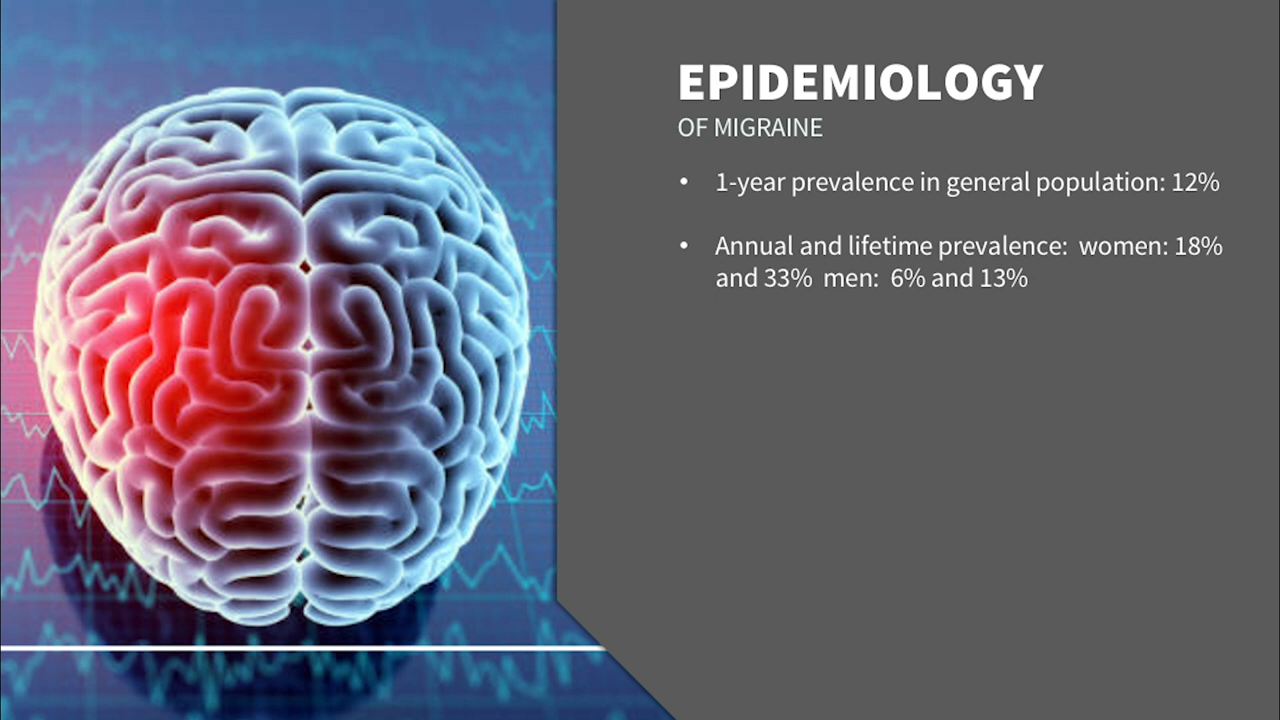 EPIDEMIOLOGY
OF MIGRAINE
• 1-year prevalence in general population: 12%
• Annual and lifetime prevalence:  women: 18%
and 33%  men:  6% and 13%